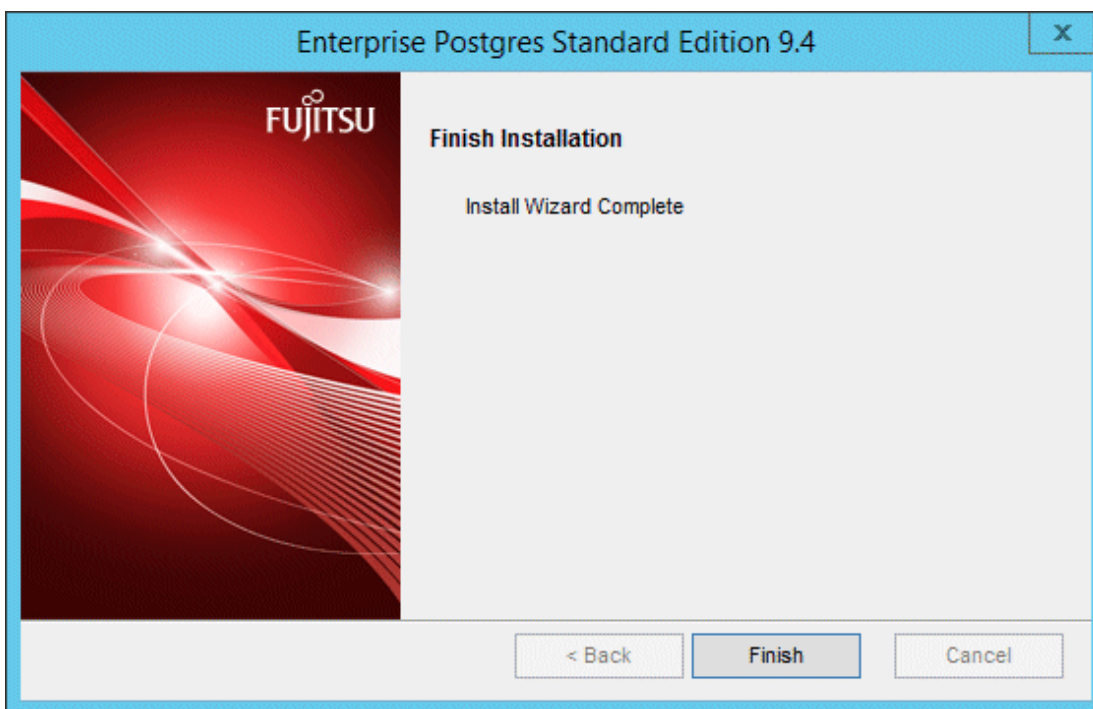 Enterprise Postgres Standard Edition 9.4
x
FUJITSU
Finish Installation
Install Wizard Complete
< Back
Finish
Cancel